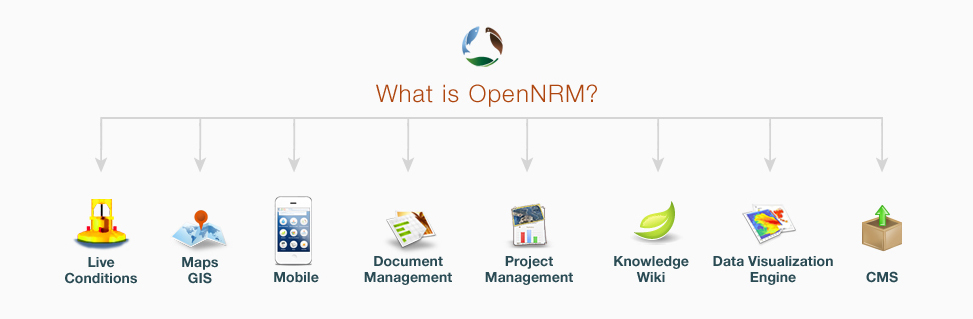 What is OpenNRM?
Live
Conditions
Maps
GIS
Mobile
Document
Management
Project
Management
Knowledge
Wiki
Data Visualization
Engine
CMS